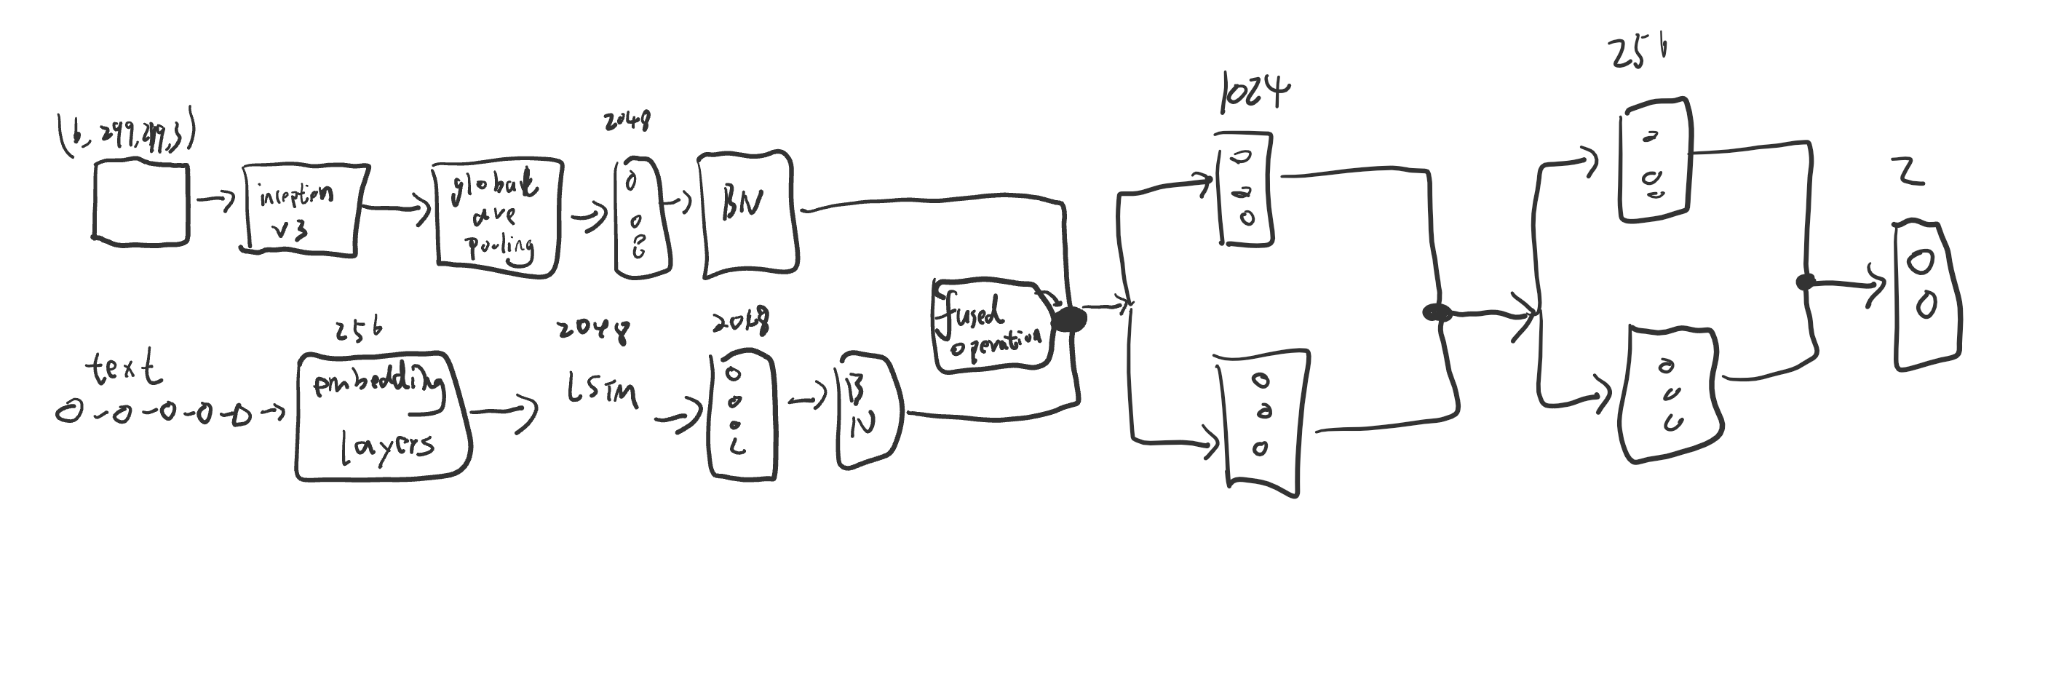 (b, 299, 299, 3)
inception
v3
global
ave
pooling
2048
BN
fused
operation
1024
256
2
text
256
embedding
layers
2048
LSTM
2048
B
N